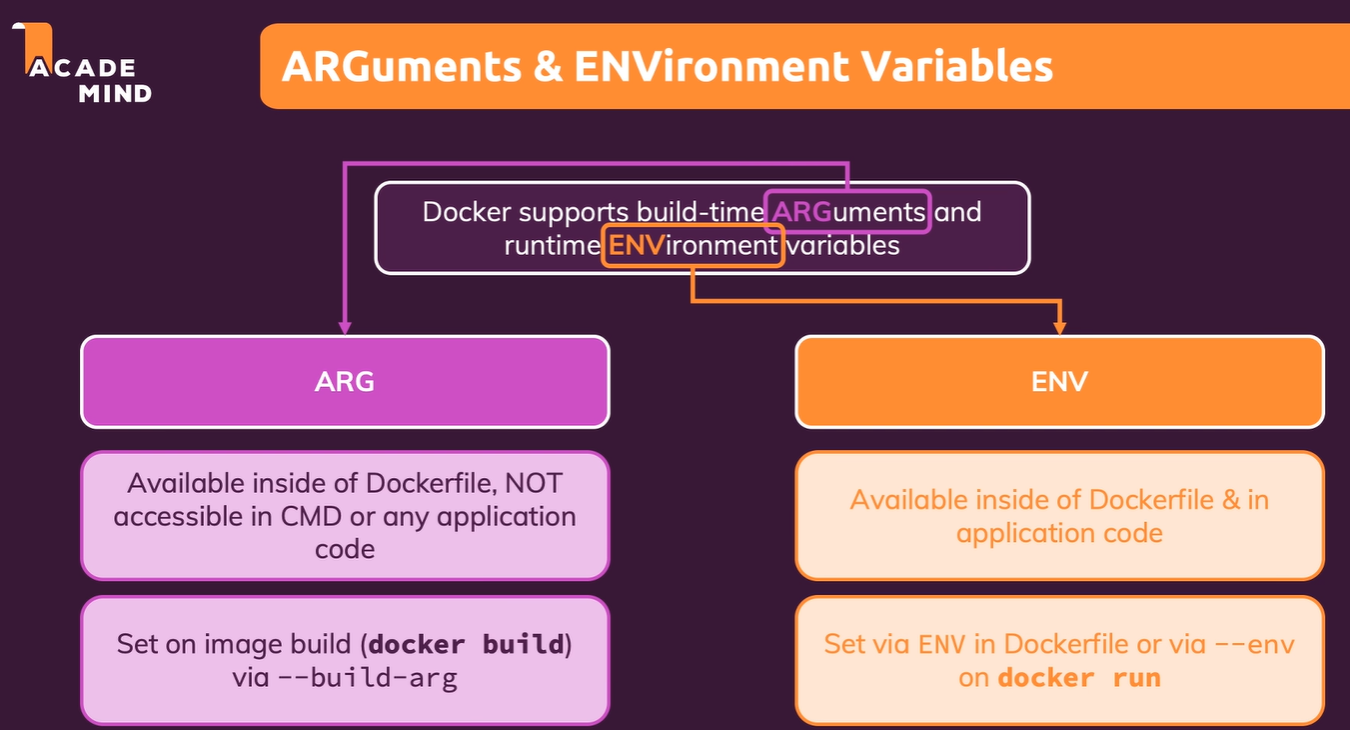 ACADE
MIND
ARGuments & ENVironment Variables
Docker supports build-time ARGuments and
runtime ENVironment variables
ARG
ENV
Available inside of Dockerfile, NOT
accessible in CMD or any application
code
Available inside of Dockerfile & in
application code
Set on image build (docker build)
via --build-arg
Set via ENV in Dockerfile or via --env
on docker run